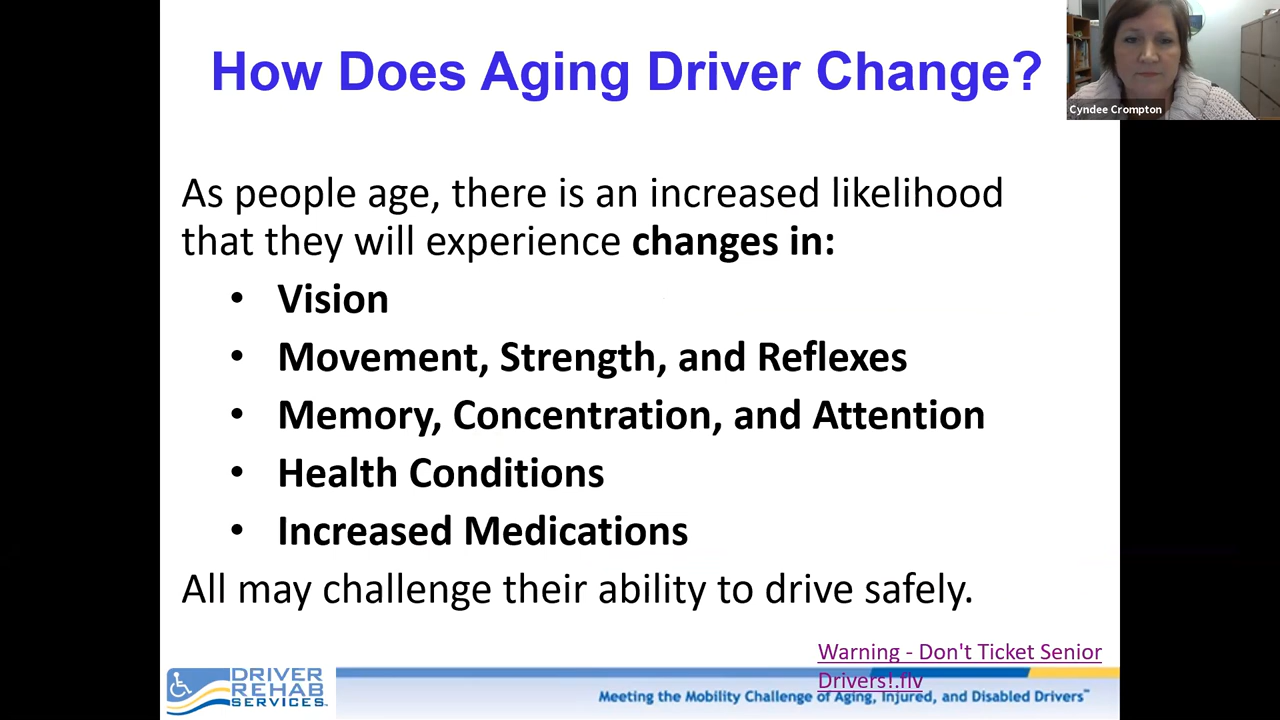 How Does Aging Driver Change?
Cyndee Crompton
As people age, there is an increased likelihood
that they will experience changes in:
• Vision
• Movement, Strength, and Reflexes
• Memory, Concentration, and Attention
• Health Conditions
• Increased Medications
All may challenge their ability to drive safely.
Warning - Don't Ticket Senior
Drivers!.flv
DRIVER
REHAB
SERVICES
Meeting the Mobility Challenge of Aging, Injured, and Disabled Drivers™